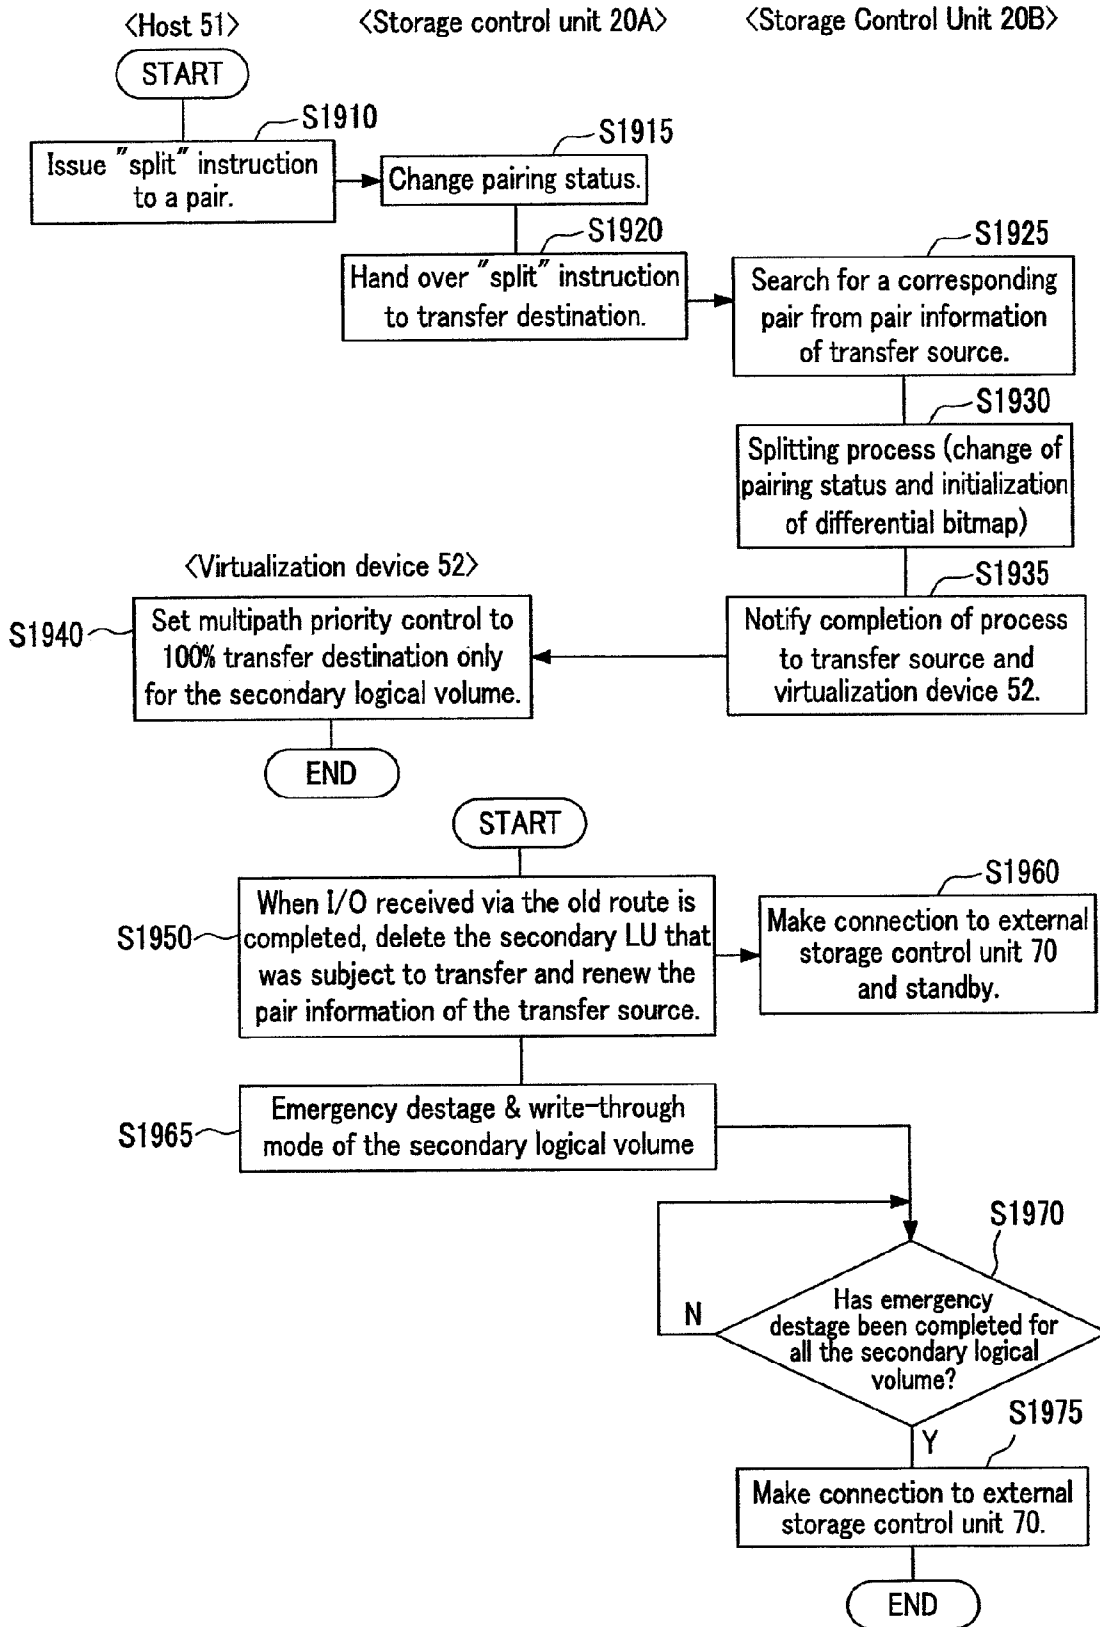 <Host 51>
<Storage control unit 20A>
<Storage Control Unit 20B>
START
S1910
Issue "split" instruction
to a pair.
S1915
Change pairing status.
S1920
Hand over "split" instruction
to transfer destination.
S1925
Search for a corresponding
pair from pair information
of transfer source.
S1930
Splitting process (change of
pairing status and initialization
of differential bitmap)
S1935
Notify completion of process
to transfer source and
virtualization device 52.
<Virtualization device 52>
S1940
Set multipath priority control to
100% transfer destination only
for the secondary logical volume.
END
START
S1950
When I/O received via the old route is
completed, delete the secondary LU that
was subject to transfer and renew the
pair information of the transfer source.
S1960
Make connection to external
storage control unit 70
and standby.
S1965
Emergency destage & write-through
mode of the secondary logical volume
S1970
Has emergency
destage been completed for
all the secondary logical
volume?
N
Y
S1975
Make connection to external
storage control unit 70.
END